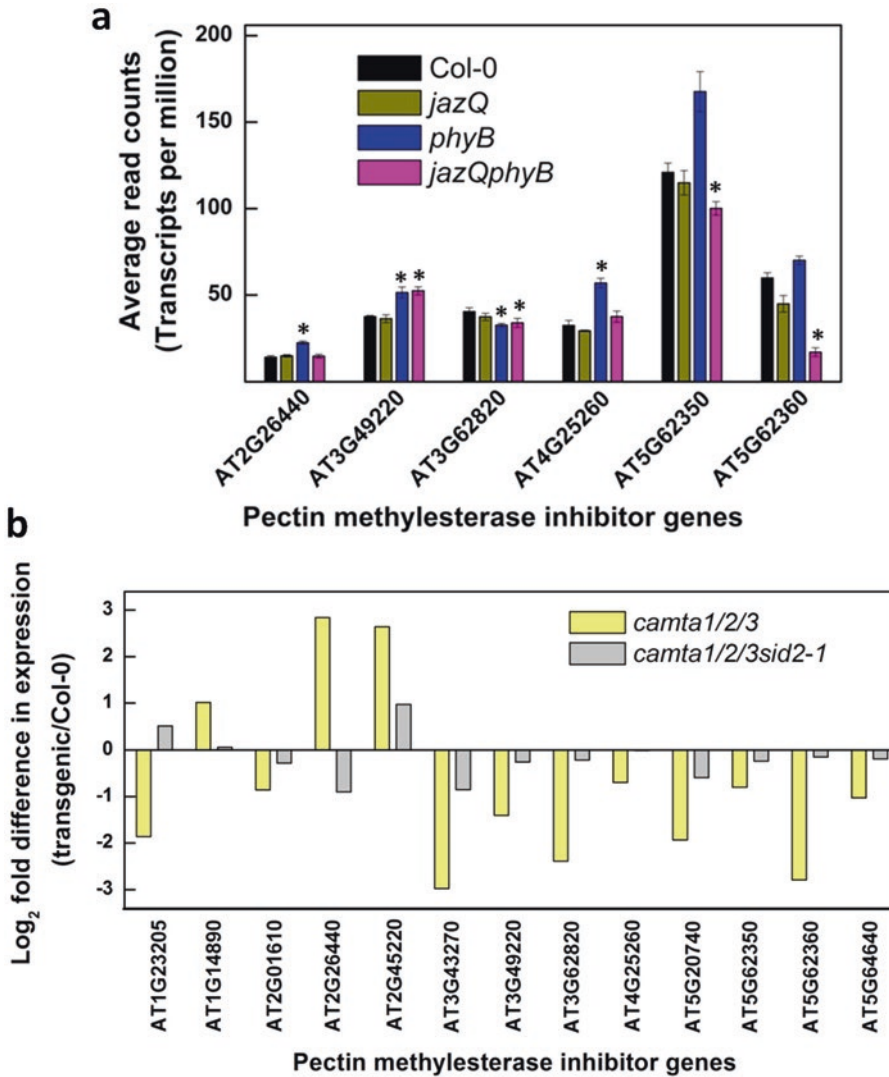 a
Average read counts
(Transcripts per million)
200
150
100
50
Col-0
jazQ
phyB
jazQphyB
* * * * * * * *
AT2G26440
AT3G49220
AT3G62820
AT4G25260
AT5G62350
AT5G62360
Pectin methylesterase inhibitor genes
b
Log2 fold difference in expression
(transgenic/Col-0)
3
2
1
0
-1
-2
-3
camta1/2/3
camta1/2/3sid2-1
AT1G23205
AT1G14890
AT2G01610
AT2G26440
AT2G45220
AT3G43270
AT3G49220
AT3G62820
AT4G25260
AT5G20740
AT5G62350
AT5G62360
AT5G64640
Pectin methylesterase inhibitor genes